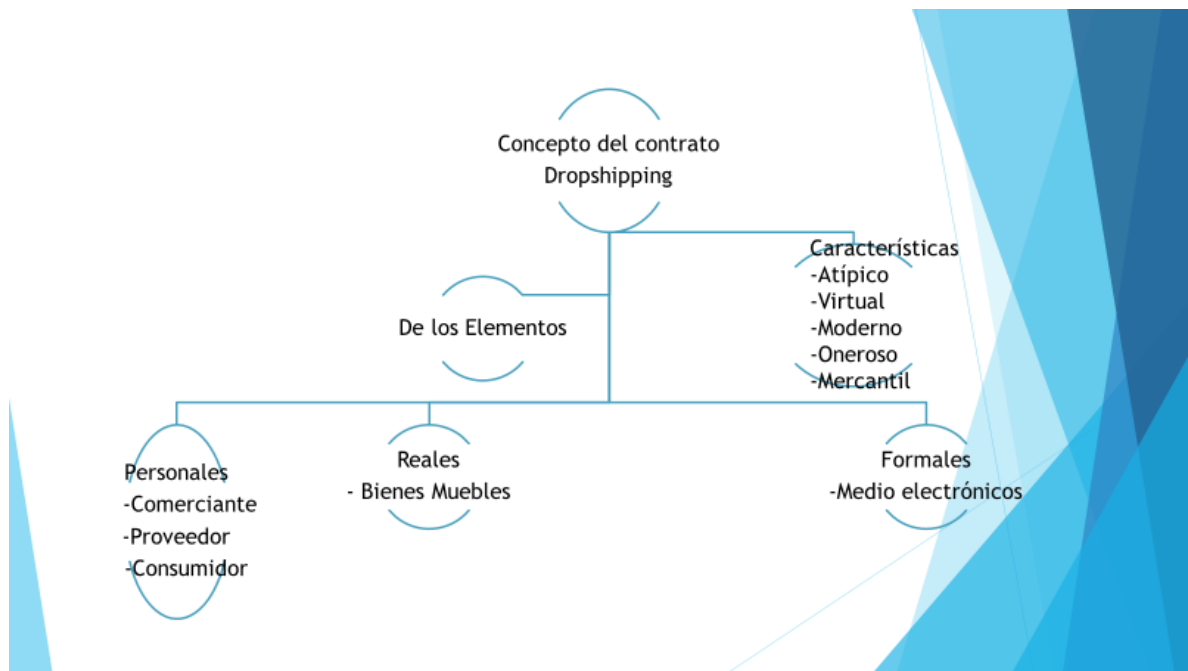 Concepto del contrato
Dropshipping
Características
-Atípico
-Virtual
-Moderno
-Oneroso
-Mercantil
De los Elementos
Personales
-Comerciante
-Proveedor
-Consumidor
Reales
- Bienes Muebles
Formales
-Medio electrónicos